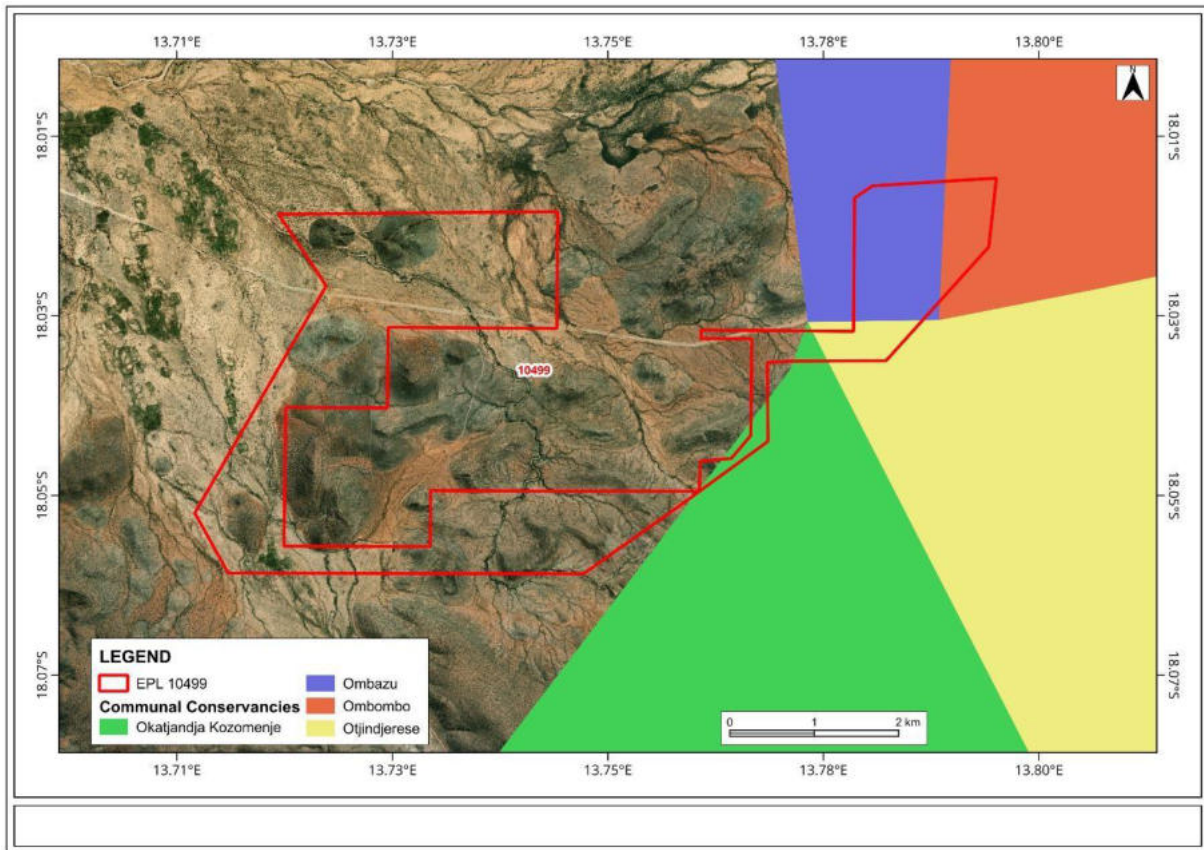 13.71°E 13.73°E 13.75°E 13.78°E 13.80°E
N
18.01°S 18.01°S
18.03°S 18.03°S
10499
18.05°S 18.05°S
18.07°S 18.07°S
LEGEND
EPL 10499
Communal Conservancies
Okatjandja Kozomenje
Ombazu
Ombombo
Otjindjerese
0 1 2 km
13.71°E 13.73°E 13.75°E 13.78°E 13.80°E